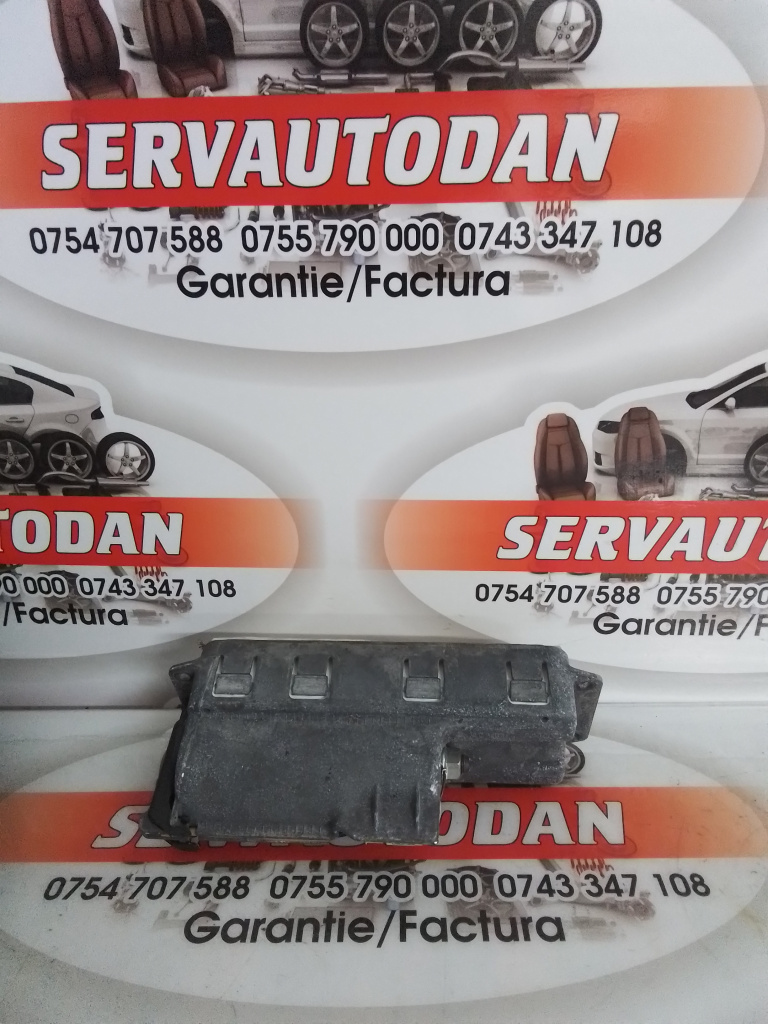 SERVAUTODAN
0754 707 588 0755 790 000 0743 347 108
Garantie/Factura
TODAN
000 0743 347 108
/Factura
SERVAUT
0754 707 588 0755 790
Garantie/F
ODAN
0754 707 588 0755 790 000 0743 347 108
Garantie/Factura